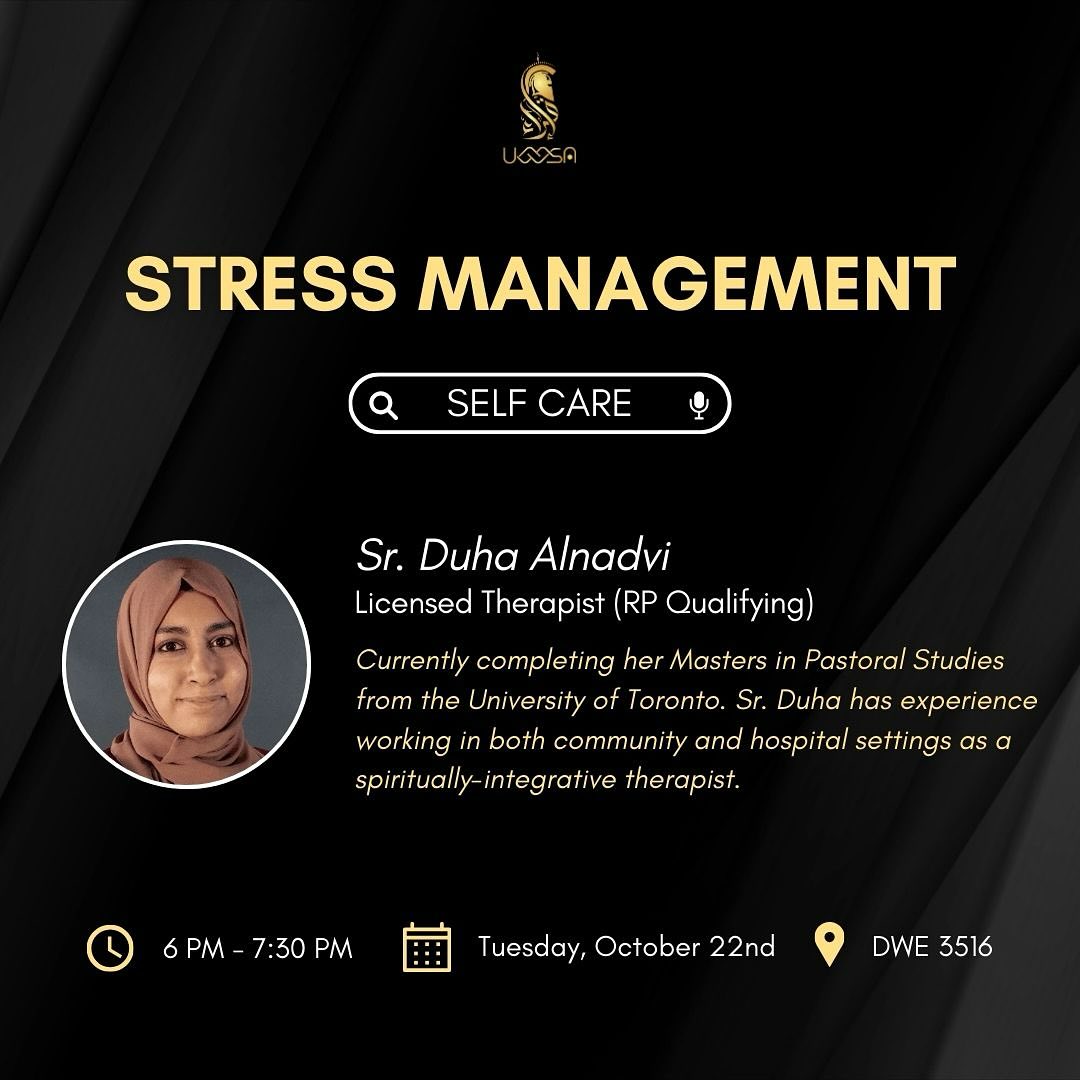 STRESS MANAGEMENT
SELF CARE
Sr. Duha Alnadvi
Licensed Therapist (RP Qualifying)
Currently completing her Masters in Pastoral Studies
from the University of Toronto. Sr. Duha has experience
working in both community and hospital settings as a
spiritually-integrative therapist.
6 PM - 7:30 PM
Tuesday, October 22nd
DWE 3516